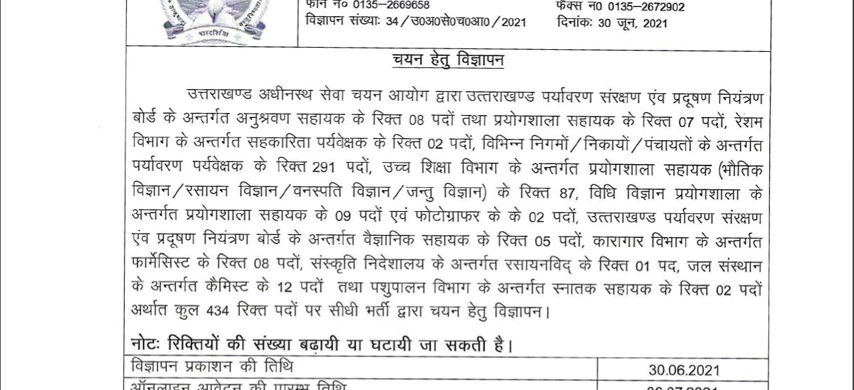 फोन न० 0135-2669658
फैक्स न0 0135-2672902
विज्ञापन संख्याः 34/उ0अ0से0च0आ0/2021
दिनांकः 30 जून, 2021
पारदर्शिता
चयन हेतु विज्ञापन
उत्तराखण्ड अधीनस्थ सेवा चयन आयोग द्वारा उत्तराखण्ड पर्यावरण संरक्षण एंव प्रदूषण नियंत्रण
बोर्ड के अन्तर्गत अनुश्रवण सहायक के रिक्त 08 पदों तथा प्रयोगशाला सहायक के रिक्त 07 पदों, रेशम
विभाग के अन्तर्गत सहकारिता पर्यवेक्षक के रिक्त 02 पदों, विभिन्न निगमों/निकायों/पंचायतों के अन्तर्गत
पर्यावरण पर्यवेक्षक के रिक्त 291 पदों, उच्च शिक्षा विभाग के अन्तर्गत प्रयोगशाला सहायक (भौतिक
विज्ञान/रसायन विज्ञान/वनस्पति विज्ञान/जन्तु विज्ञान) के रिक्त 87, विधि विज्ञान प्रयोगशाला के
अन्तर्गत प्रयोगशाला सहायक के 09 पदों एवं फोटोग्राफर के के 02 पदों, उत्तराखण्ड पर्यावरण संरक्षण
एंव प्रदूषण नियंत्रण बोर्ड के अन्तर्गत वैज्ञानिक सहायक के रिक्त 05 पदों, कारागार विभाग के अन्तर्गत
फार्मेसिस्ट के रिक्त 08 पदों, संस्कृति निदेशालय के अन्तर्गत रसायनविद् के रिक्त 01 पद, जल संस्थान
के अन्तर्गत कैमिस्ट के 12 पदों तथा पशुपालन विभाग के अन्तर्गत स्नातक सहायक के रिक्त 02 पदों
अर्थात कुल 434 रिक्त पदों पर सीधी भर्ती द्वारा चयन हेतु विज्ञापन।
नोटः रिक्तियों की संख्या बढ़ायी या घटायी जा सकती है।
विज्ञापन प्रकाशन की तिथि
30.06.2021
ऑनलाइन आवेदन की प्रारम्भ तिथि